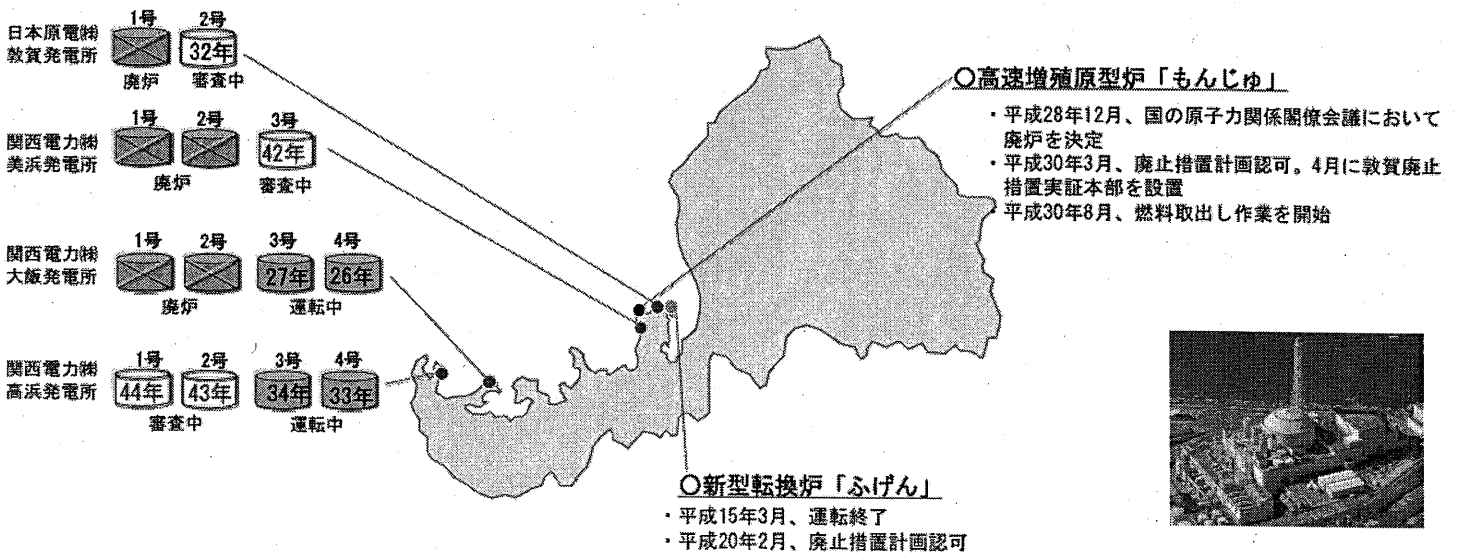 日本原電㈱
敦賀発電所
1号 2号
32年
廃炉 審査中
関西電力㈱
美浜発電所
1号 2号 3号
42年
廃炉 審査中
関西電力㈱
大飯発電所
1号 2号 3号 4号
27年 26年
廃炉 運転中
関西電力㈱
高浜発電所
1号 2号 3号 4号
44年 43年 34年 33年
審査中 運転中
○高速増殖原型炉「もんじゅ」
・平成28年12月、国の原子力関係閣僚会議において
廃炉を決定
・平成30年3月、廃止措置計画認可。4月に敦賀廃止
措置実証本部を設置
・平成30年8月、燃料取出し作業を開始
○新型転換炉「ふげん」
・平成15年3月、運転終了
・平成20年2月、廃止措置計画認可